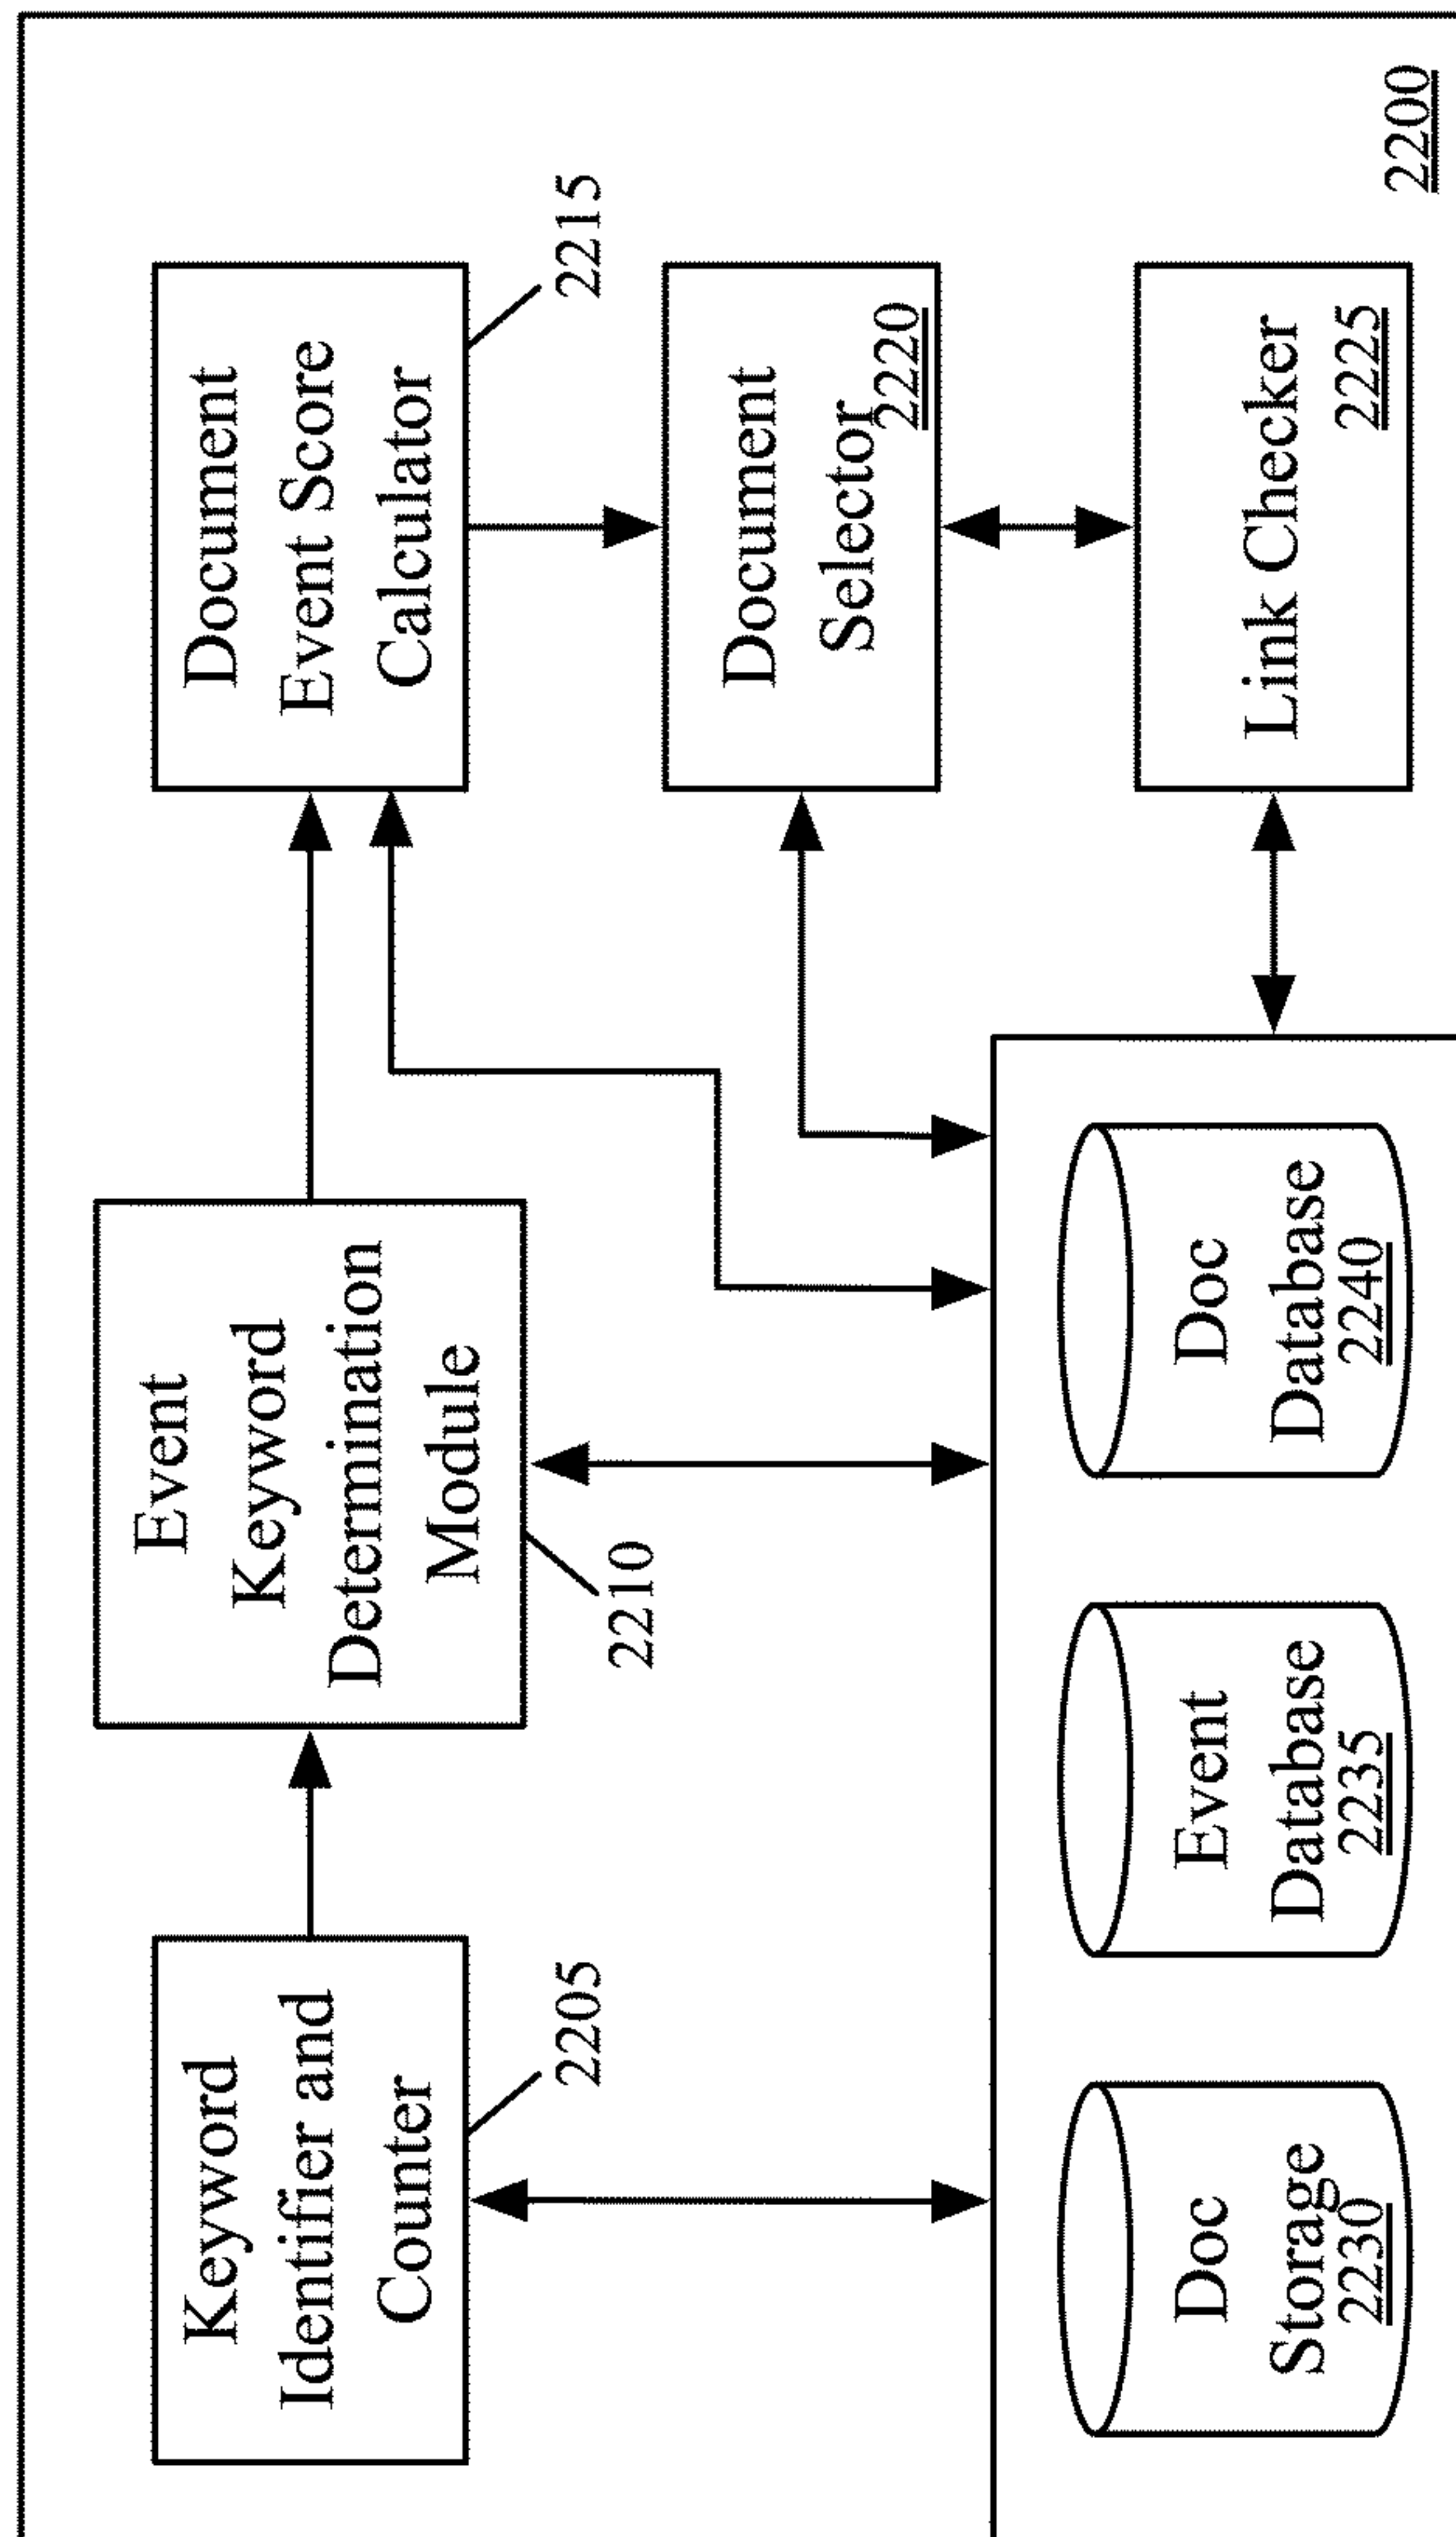 Keyword
Identifier and
Counter
2205
Event
Keyword
Determination
Module
2210
Document
Event Score
Calculator
2215
Document
Selector
2220
Link Checker
2225
Doc
Storage
2230
Event
Database
2235
Doc
Database
2240
2200